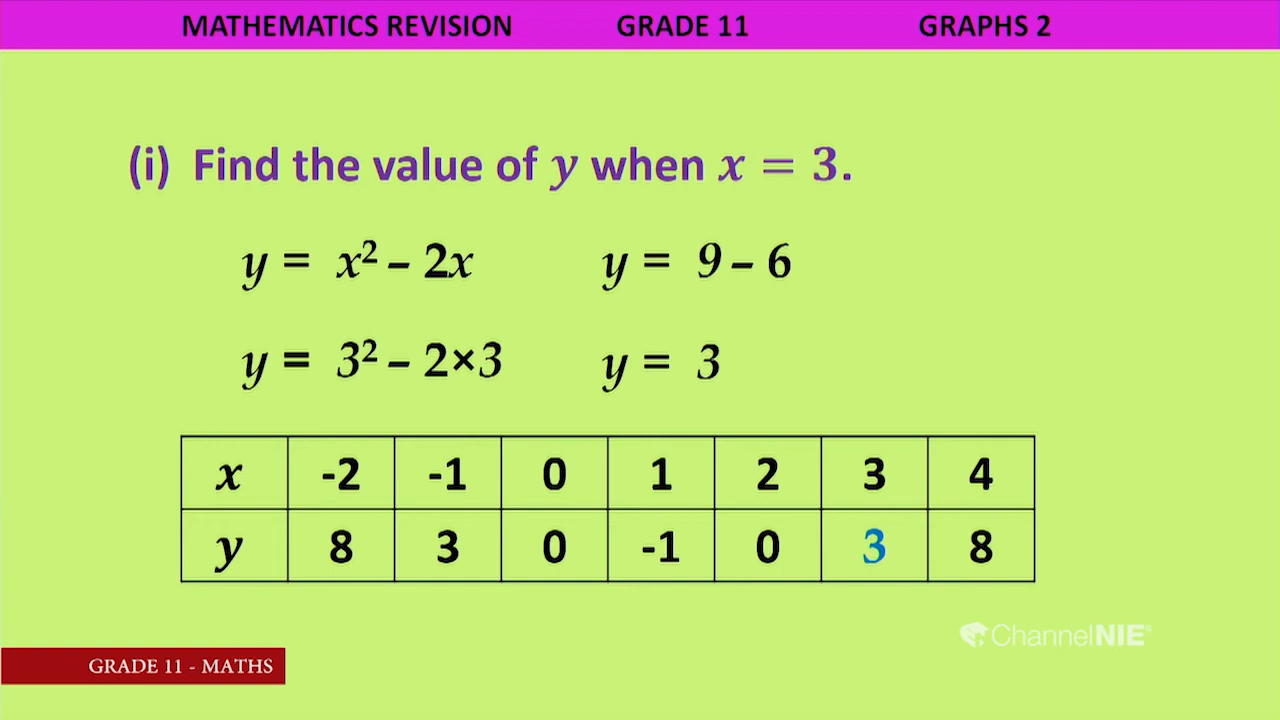 MATHEMATICS REVISION GRADE 11 GRAPHS 2
(i) Find the value of y when x = 3.
y = x² – 2x y = 9 – 6
y = 3² – 2×3 y = 3
x -2 -1 0 1 2 3 4
y 8 3 0 -1 0 3 8
ChannelNIE
GRADE 11 - MATHS